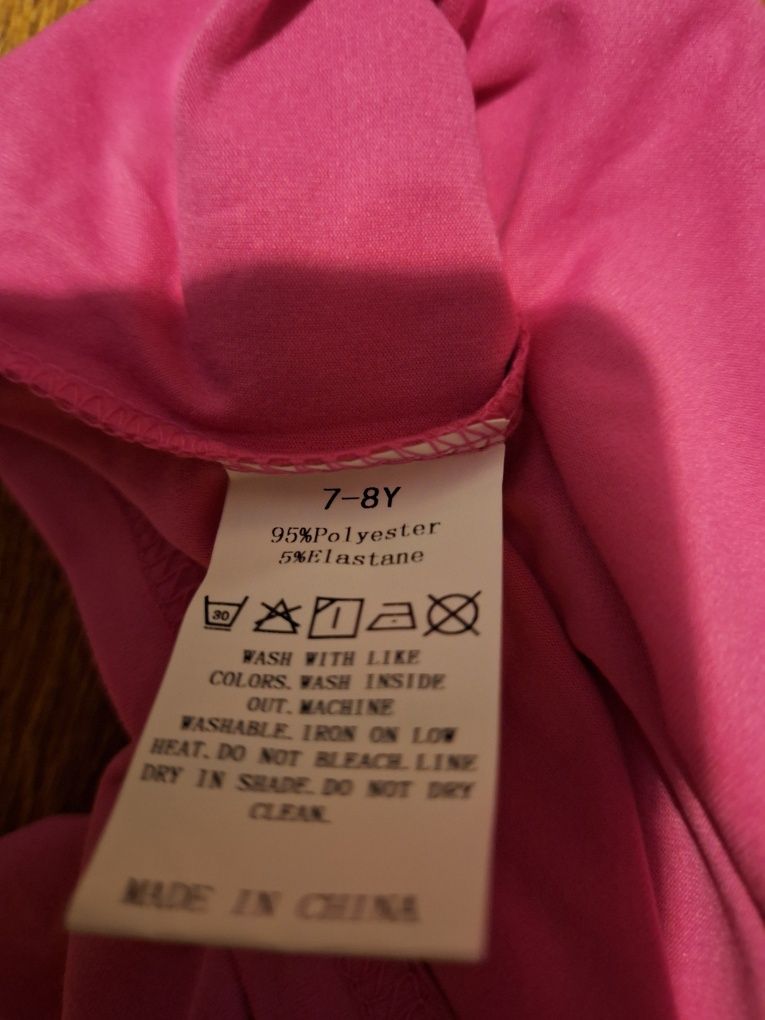 7-8Y
95%Polyester
5%Elastane
30
WASH WITH LIKE
COLORS. WASH INSIDE
OUT. MACHINE
WASHABLE. IRON ON LOW
HEAT. DO NOT BLEACH. LINE
DRY IN SHADE. DO NOT DRY
CLEAN.
MADE IN CHINA